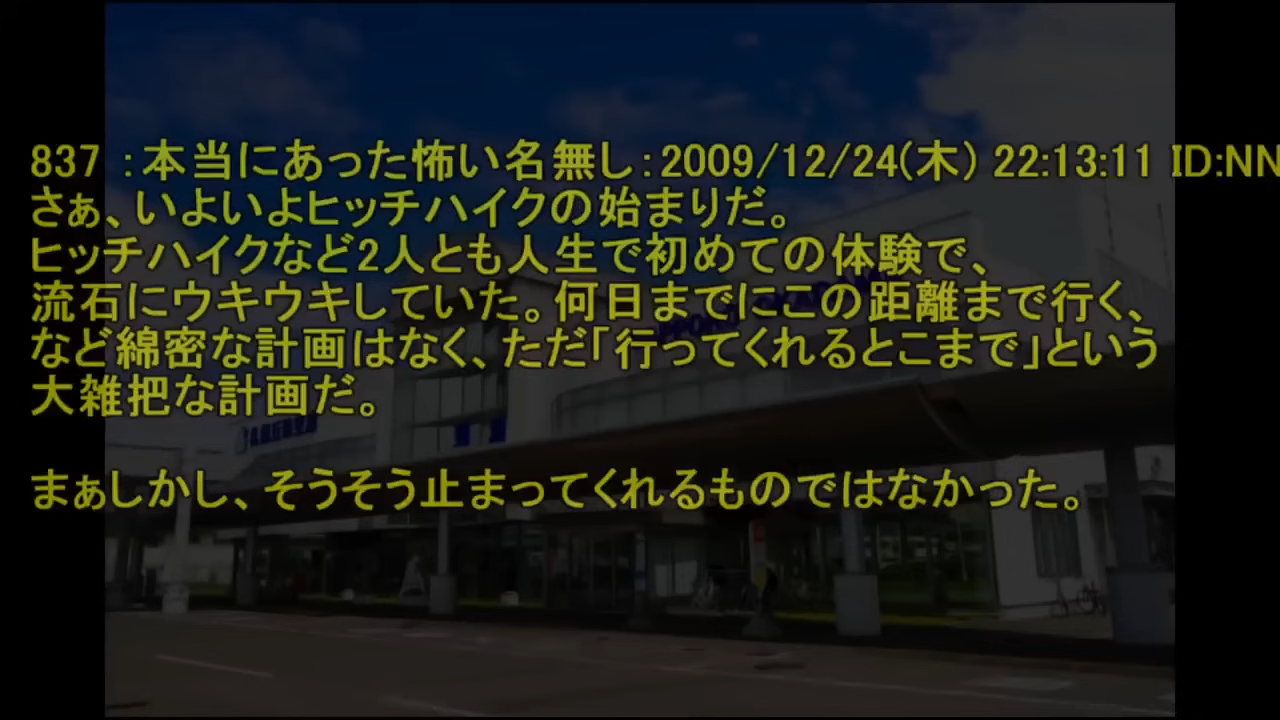 837 ：本当にあった怖い名無し：2009/12/24(木) 22:13:11 ID:NN
さぁ、いよいよヒッチハイクの始まりだ。
ヒッチハイクなど2人とも人生で初めての体験で、
流石にウキウキしていた。何日までにこの距離まで行く、
など綿密な計画はなく、ただ「行ってくれるとこまで」という
大雑把な計画だ。
まぁしかし、そうそう止まってくれるものではなかった。